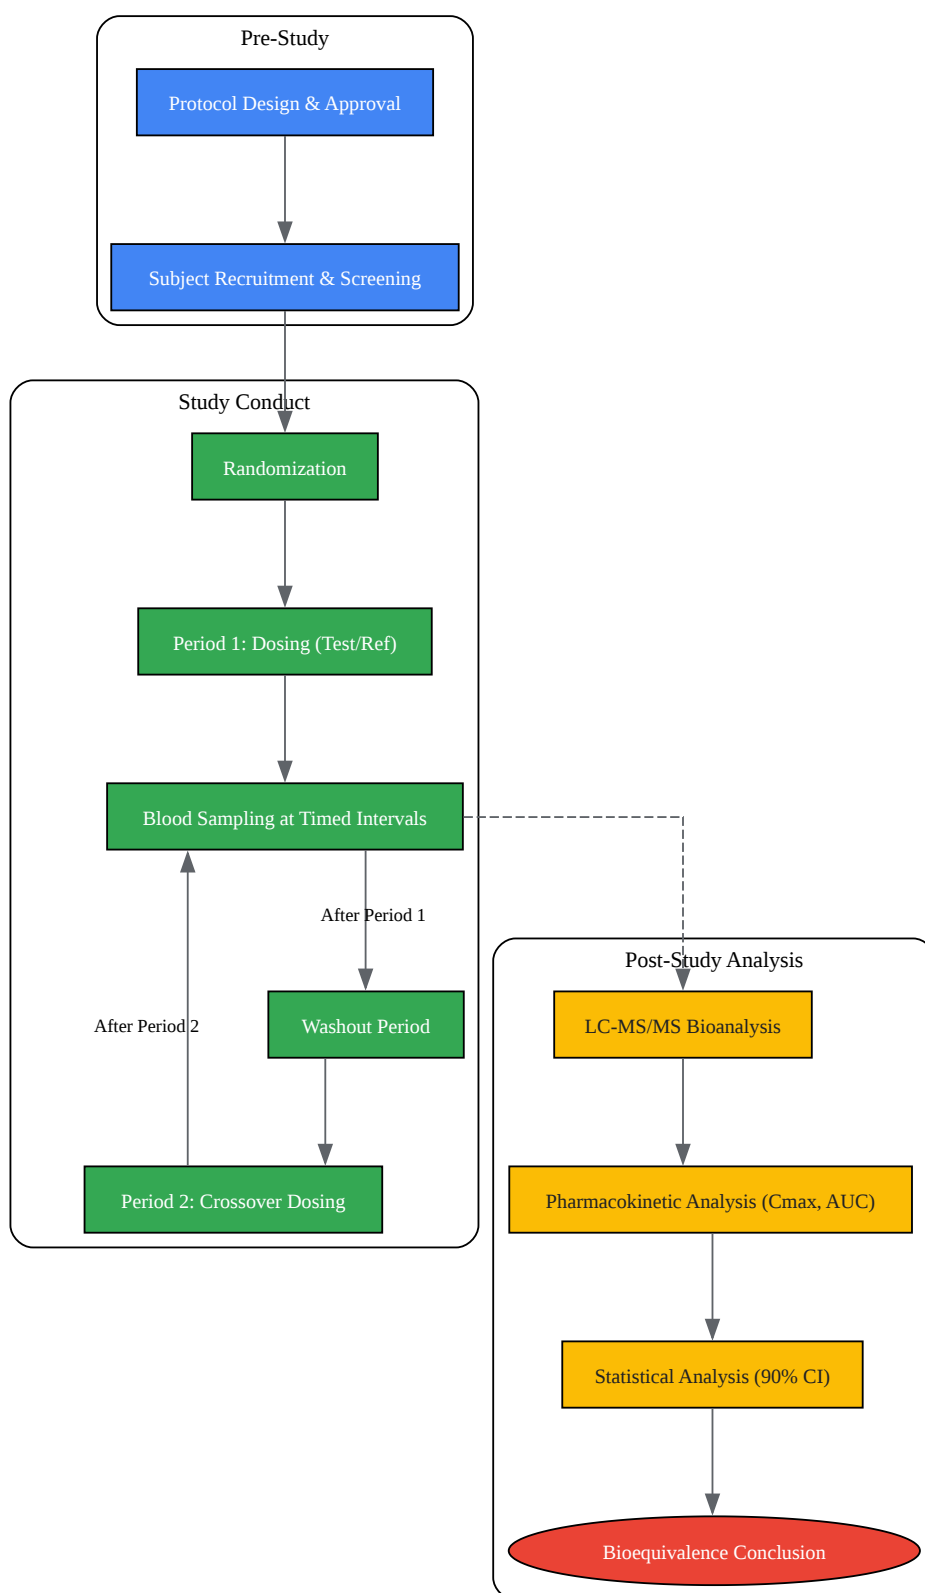 Pre-Study
Protocol Design & Approval
Subject Recruitment & Screening
Study Conduct
Randomization
Period 1: Dosing (Test/Ref)
Blood Sampling at Timed Intervals
After Period 1
Washout Period
After Period 2
Period 2: Crossover Dosing
Post-Study Analysis
LC-MS/MS Bioanalysis
Pharmacokinetic Analysis (Cmax, AUC)
Statistical Analysis (90% CI)
Bioequivalence Conclusion